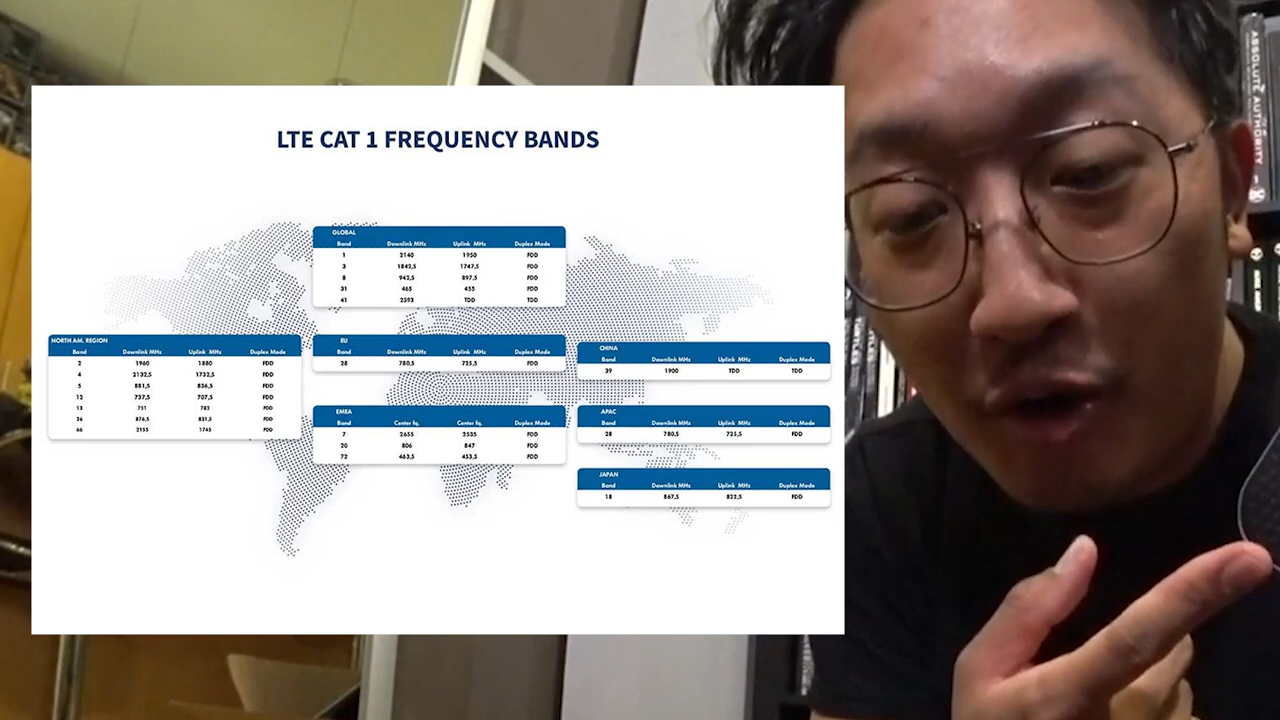 LTE CAT 1 FREQUENCY BANDS
GLOBAL
Band Downlink MHz Uplink MHz Duplex Mode
1 2140 1950 FDD
3 1842,5 1747,5 FDD
8 942,5 897,5 FDD
31 465 455 FDD
41 2593 TDD TDD
NORTH AM. REGION
Band Downlink MHz Uplink MHz Duplex Mode
2 1960 1880 FDD
4 2132,5 1732,5 FDD
5 881,5 836,5 FDD
12 737,5 707,5 FDD
13 751 782 FDD
26 876,5 831,5 FDD
66 2155 1745 FDD
EU
Band Downlink MHz Uplink MHz Duplex Mode
28 780,5 725,5 FDD
EMEA
Band Center fq. Center fq. Duplex Mode
7 2655 2535 FDD
20 806 847 FDD
72 463,5 453,5 FDD
CHINA
Band Downlink MHz Uplink MHz Duplex Mode
39 1900 TDD TDD
APAC
Band Downlink MHz Uplink MHz Duplex Mode
28 780,5 725,5 FDD
JAPAN
Band Downlink MHz Uplink MHz Duplex Mode
18 867,5 822,5 FDD
ABSOLUTE AUTHORITY